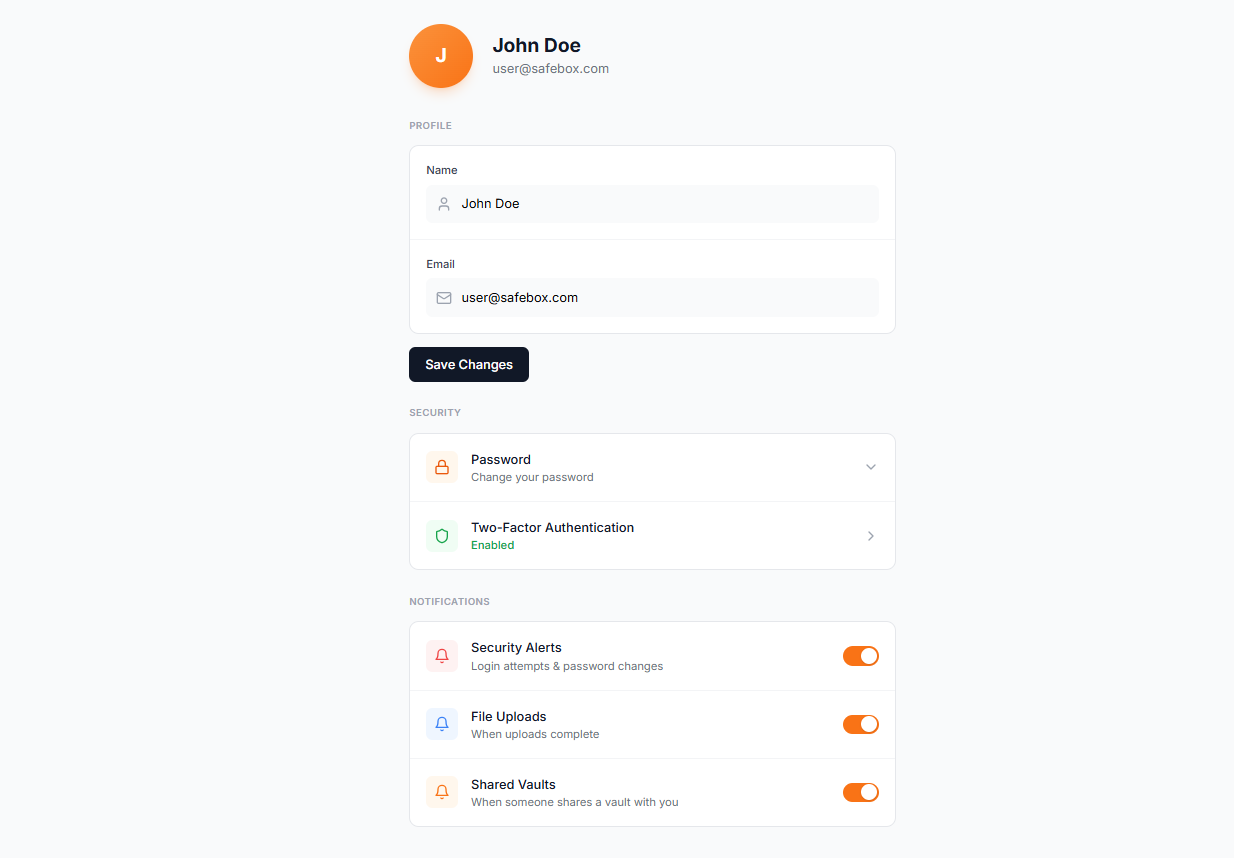 J
John Doe
user@safebox.com
PROFILE
Name
John Doe
Email
user@safebox.com
Save Changes
SECURITY
Password
Change your password
Two-Factor Authentication
Enabled
NOTIFICATIONS
Security Alerts
Login attempts & password changes
File Uploads
When uploads complete
Shared Vaults
When someone shares a vault with you